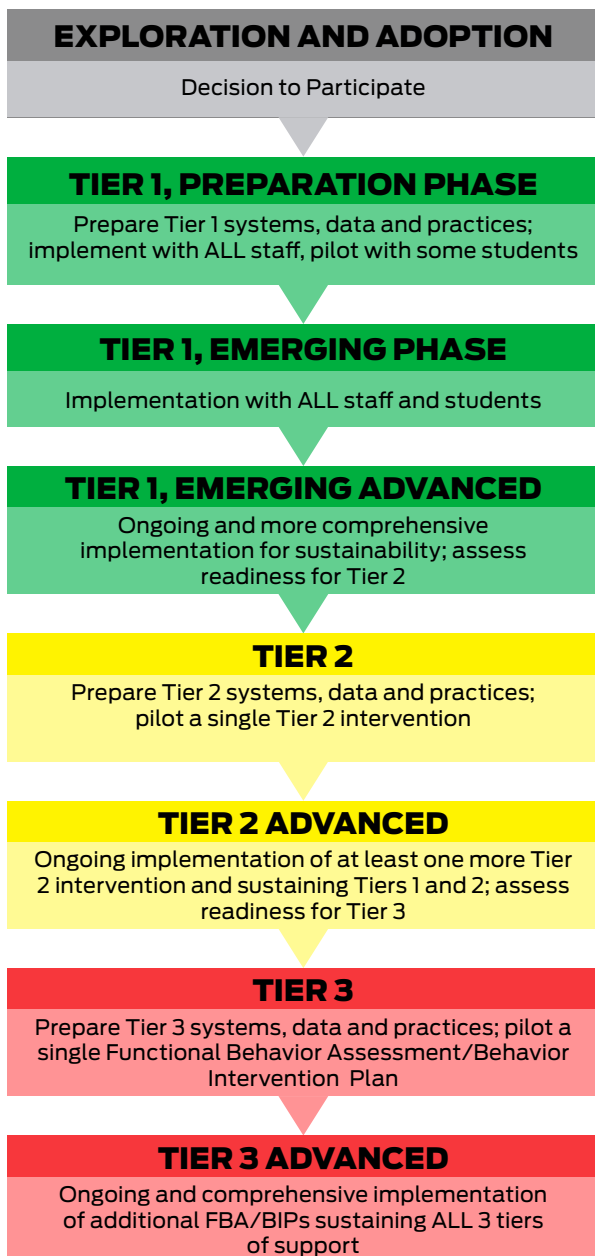 EXPLORATION AND ADOPTION
Decision to Participate
TIER 1, PREPARATION PHASE
Prepare Tier 1 systems, data and practices;
implement with ALL staff, pilot with some students
TIER 1, EMERGING PHASE
Implementation with ALL staff and students
TIER 1, EMERGING ADVANCED
Ongoing and more comprehensive
implementation for sustainability; assess
readiness for Tier 2
TIER 2
Prepare Tier 2 systems, data and practices;
pilot a single Tier 2 intervention
TIER 2 ADVANCED
Ongoing implementation of at least one more Tier
2 intervention and sustaining Tiers 1 and 2; assess
readiness for Tier 3
TIER 3
Prepare Tier 3 systems, data and practices; pilot a
single Functional Behavior Assessment/Behavior
Intervention Plan
TIER 3 ADVANCED
Ongoing and comprehensive implementation
of additional FBA/BIPs sustaining ALL 3 tiers
of support